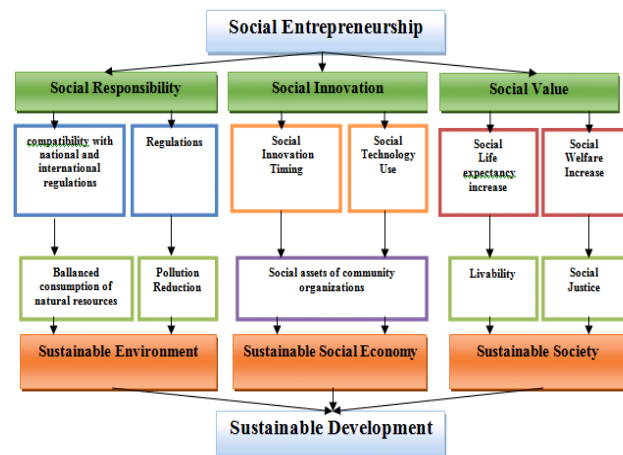 Social Entrepreneurship
Social Responsibility
Social Innovation
Social Value
compatibility with
national and
international
regulations
Regulations
Social
Innovation
Timing
Social
Technology
Use
Social
Life
expectancy
increase
Social
Welfare
Increase
Ballanced
consumption of
natural resources
Pollution
Reduction
Social assets of community
organizations
Livability
Social
Justice
Sustainable Environment
Sustainable Social Economy
Sustainable Society
Sustainable Development